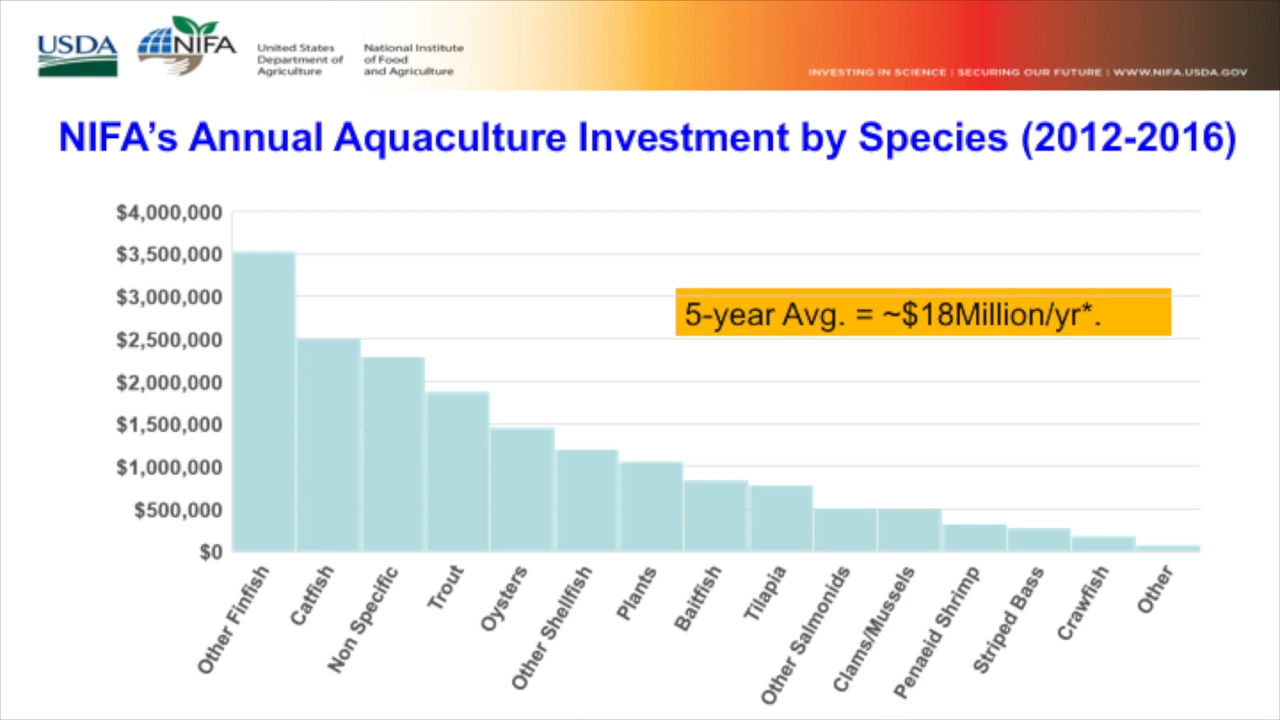 USDA
NIFA
United States
Department of
Agriculture
National Institute
of Food
and Agriculture
INVESTING IN SCIENCE | SECURING OUR FUTURE | WWW.NIFA.USDA.GOV
NIFA’s Annual Aquaculture Investment by Species (2012-2016)
$4,000,000
$3,500,000
$3,000,000
$2,500,000
$2,000,000
$1,500,000
$1,000,000
$500,000
$0
5-year Avg. = ~$18Million/yr*.
Other Finfish
Catfish
Non Specific
Trout
Oysters
Other Shellfish
Plants
Baitfish
Tilapia
Other Salmonids
Clams/Mussels
Penaeid Shrimp
Striped Bass
Crawfish
Other